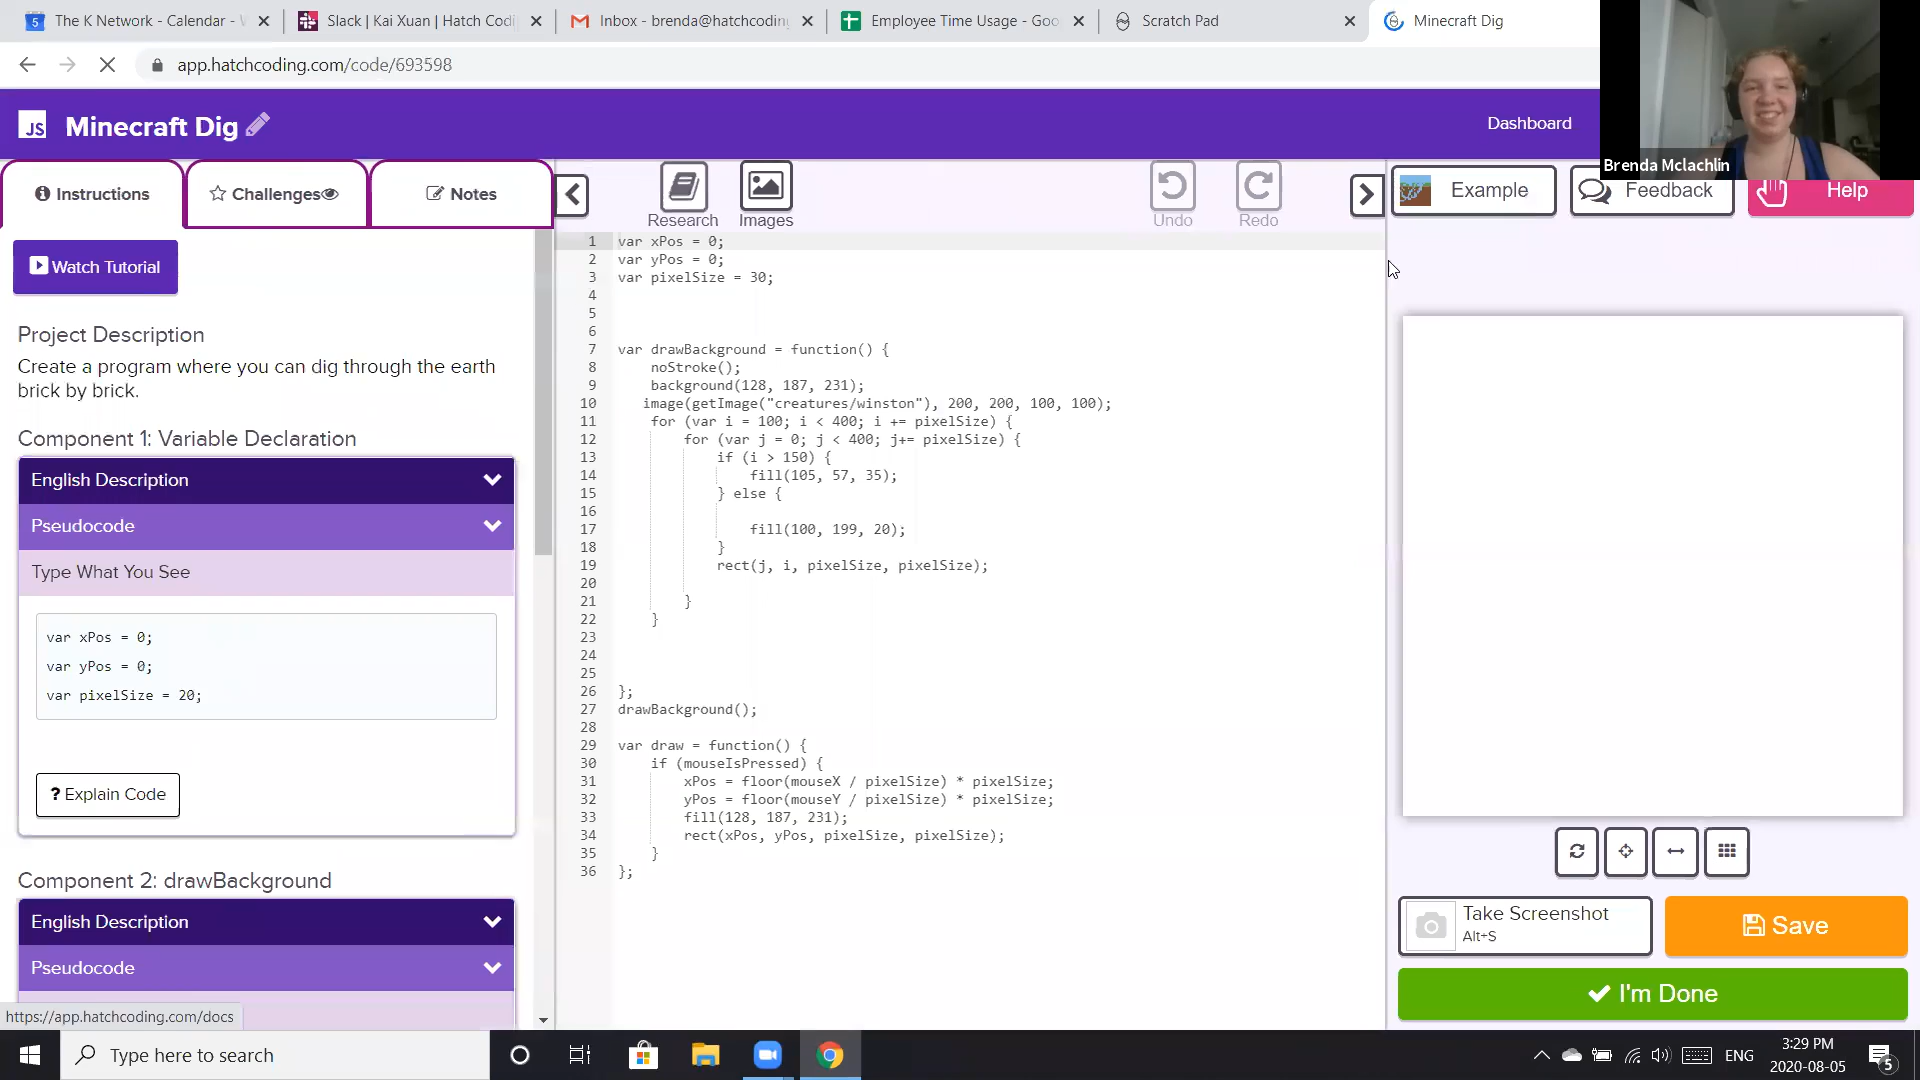 The K Network - Calendar - W
Slack | Kai Xuan | Hatch Codi
Inbox - brenda@hatchcoding
Employee Time Usage - Goo
Scratch Pad
Minecraft Dig
app.hatchcoding.com/code/693598
JS
Minecraft Dig
Dashboard
Brenda Mclachlin
Instructions
Challenges
Notes
Research
Images
Undo
Redo
Example
Feedback
Help
Watch Tutorial
Project Description
Create a program where you can dig through the earth
brick by brick.
Component 1: Variable Declaration
English Description
Pseudocode
Type What You See
var xPos = 0;
var yPos = 0;
var pixelSize = 20;
? Explain Code
Component 2: drawBackground
English Description
Pseudocode
https://app.hatchcoding.com/docs
1 var xPos = 0;
2 var yPos = 0;
3 var pixelSize = 30;
4
5
6
7 var drawBackground = function() {
8 noStroke();
9 background(128, 187, 231);
10 image(getImage("creatures/winston"), 200, 200, 100, 100);
11 for (var i = 100; i < 400; i += pixelSize) {
12 for (var j = 0; j < 400; j+= pixelSize) {
13 if (i > 150) {
14 fill(105, 57, 35);
15 } else {
16
17 fill(100, 199, 20);
18 }
19 rect(j, i, pixelSize, pixelSize);
20
21 }
22 }
23
24
25
26 };
27 drawBackground();
28
29 var draw = function() {
30 if (mouseIsPressed) {
31 xPos = floor(mouseX / pixelSize) * pixelSize;
32 yPos = floor(mouseY / pixelSize) * pixelSize;
33 fill(128, 187, 231);
34 rect(xPos, yPos, pixelSize, pixelSize);
35 }
36 };
Take Screenshot
Alt+S
Save
I'm Done
Type here to search
ENG
3:29 PM
2020-08-05
5